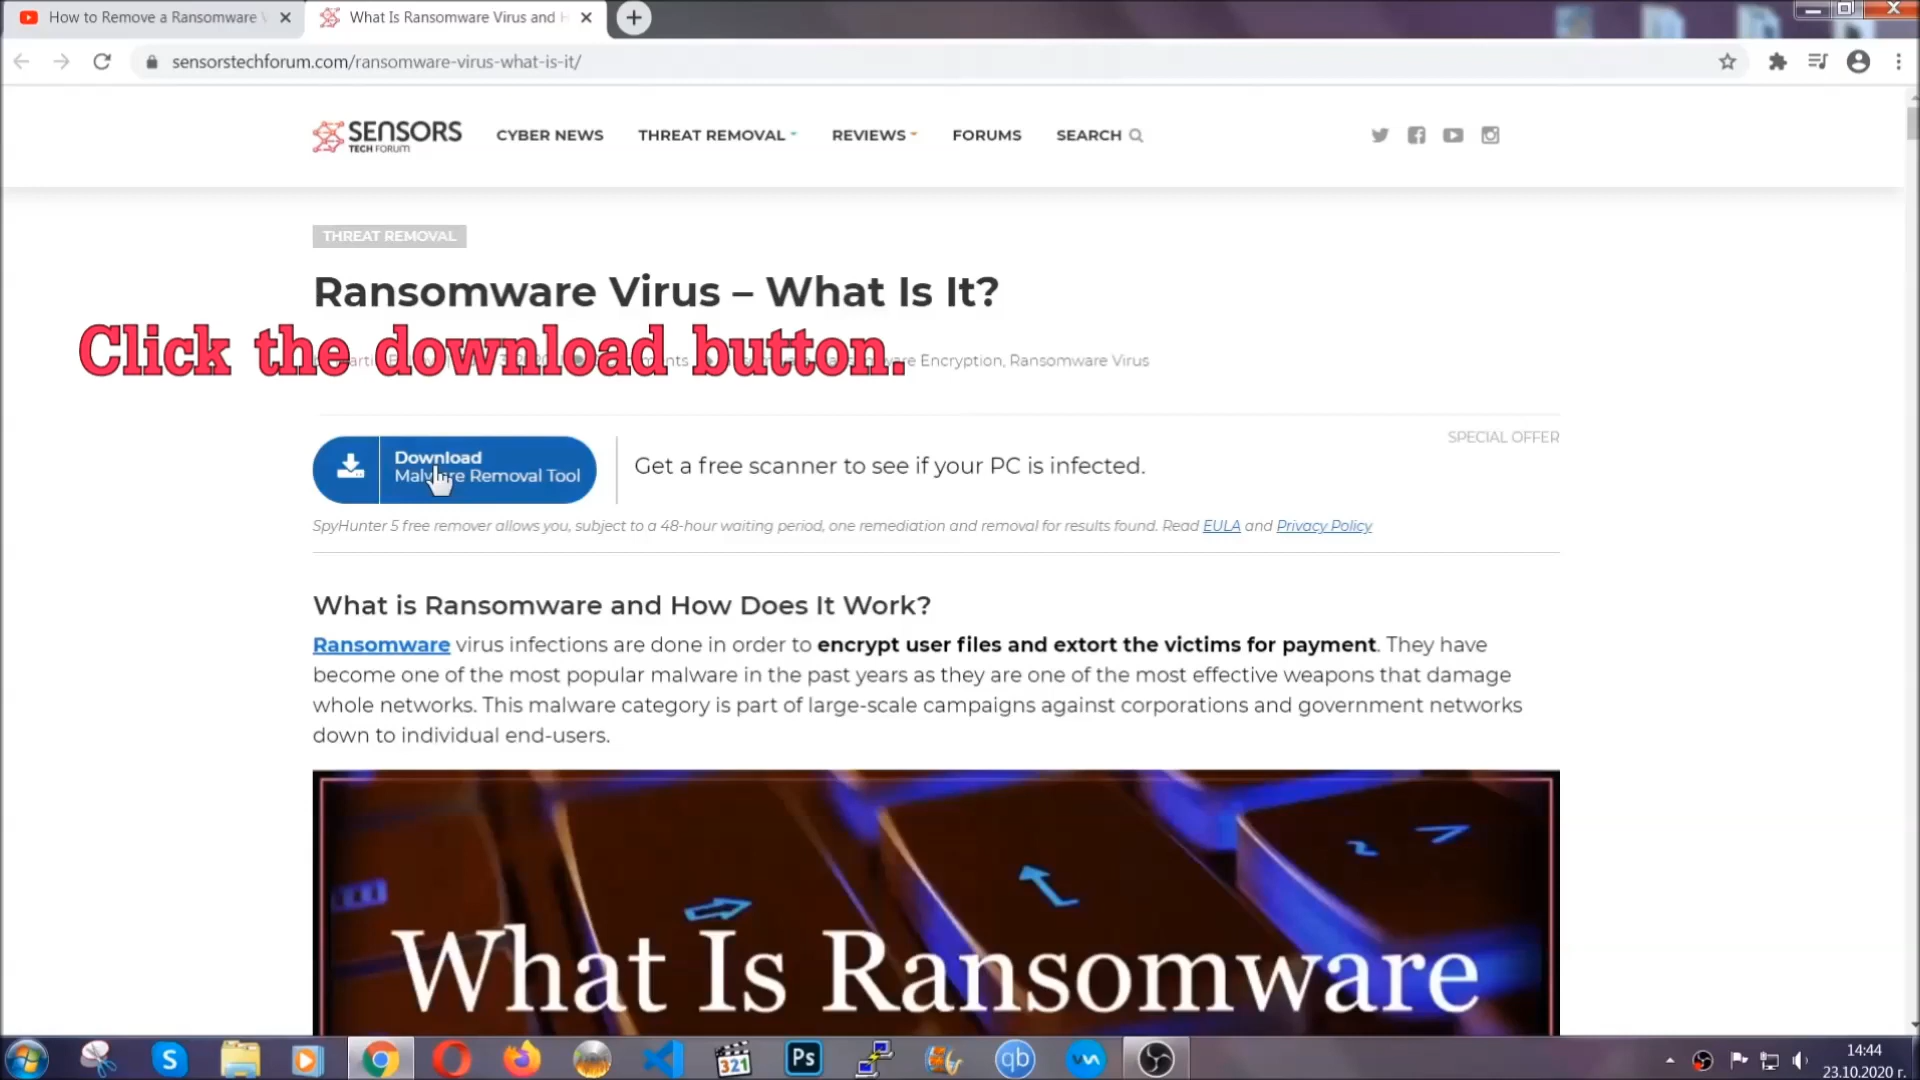 How to Remove a Ransomware
What Is Ransomware Virus and
sensorstechforum.com/ransomware-virus-what-is-it/
SENSORS
TECH FORUM
CYBER NEWS
THREAT REMOVAL
REVIEWS
FORUMS
SEARCH
THREAT REMOVAL
Ransomware Virus – What Is It?
Click the download button.
Encryption, Ransomware Virus
SPECIAL OFFER
Download
Malware Removal Tool
Get a free scanner to see if your PC is infected.
SpyHunter 5 free remover allows you, subject to a 48-hour waiting period, one remediation and removal for results found. Read EULA and Privacy Policy
What is Ransomware and How Does It Work?
Ransomware virus infections are done in order to encrypt user files and extort the victims for payment. They have
become one of the most popular malware in the past years as they are one of the most effective weapons that damage
whole networks. This malware category is part of large-scale campaigns against corporations and government networks
down to individual end-users.
What Is Ransomware
S
321
Ps
qb
14:44
23.10.2020 г.